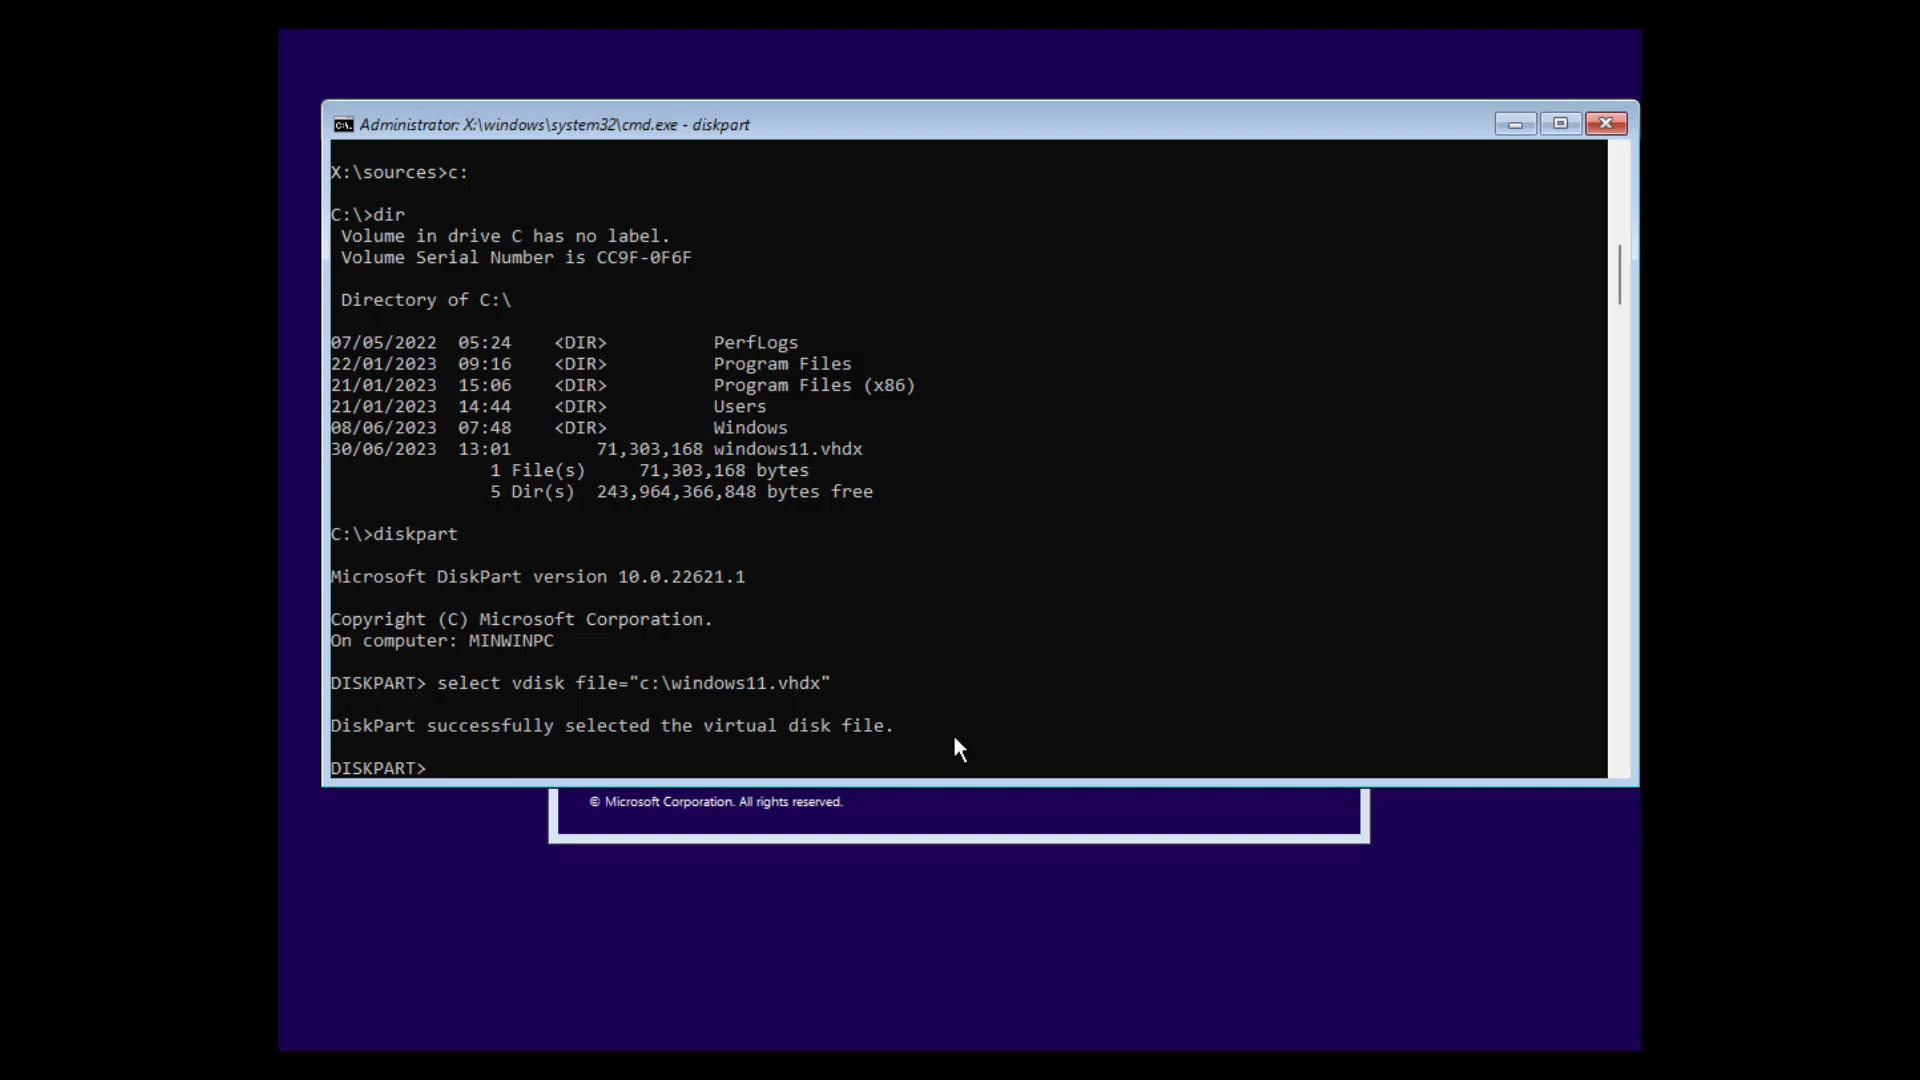 Administrator: X:\windows\system32\cmd.exe - diskpart
X:\sources>c:
C:\>dir
Volume in drive C has no label.
Volume Serial Number is CC9F-0F6F
Directory of C:\
07/05/2022  05:24    <DIR>          PerfLogs
22/01/2023  09:16    <DIR>          Program Files
21/01/2023  15:06    <DIR>          Program Files (x86)
21/01/2023  14:44    <DIR>          Users
08/06/2023  07:48    <DIR>          Windows
30/06/2023  13:01        71,303,168 windows11.vhdx
1 File(s)     71,303,168 bytes
5 Dir(s)  243,964,366,848 bytes free
C:\>diskpart
Microsoft DiskPart version 10.0.22621.1
Copyright (C) Microsoft Corporation.
On computer: MINWINPC
DISKPART> select vdisk file="c:\windows11.vhdx"
DiskPart successfully selected the virtual disk file.
DISKPART>
© Microsoft Corporation. All rights reserved.